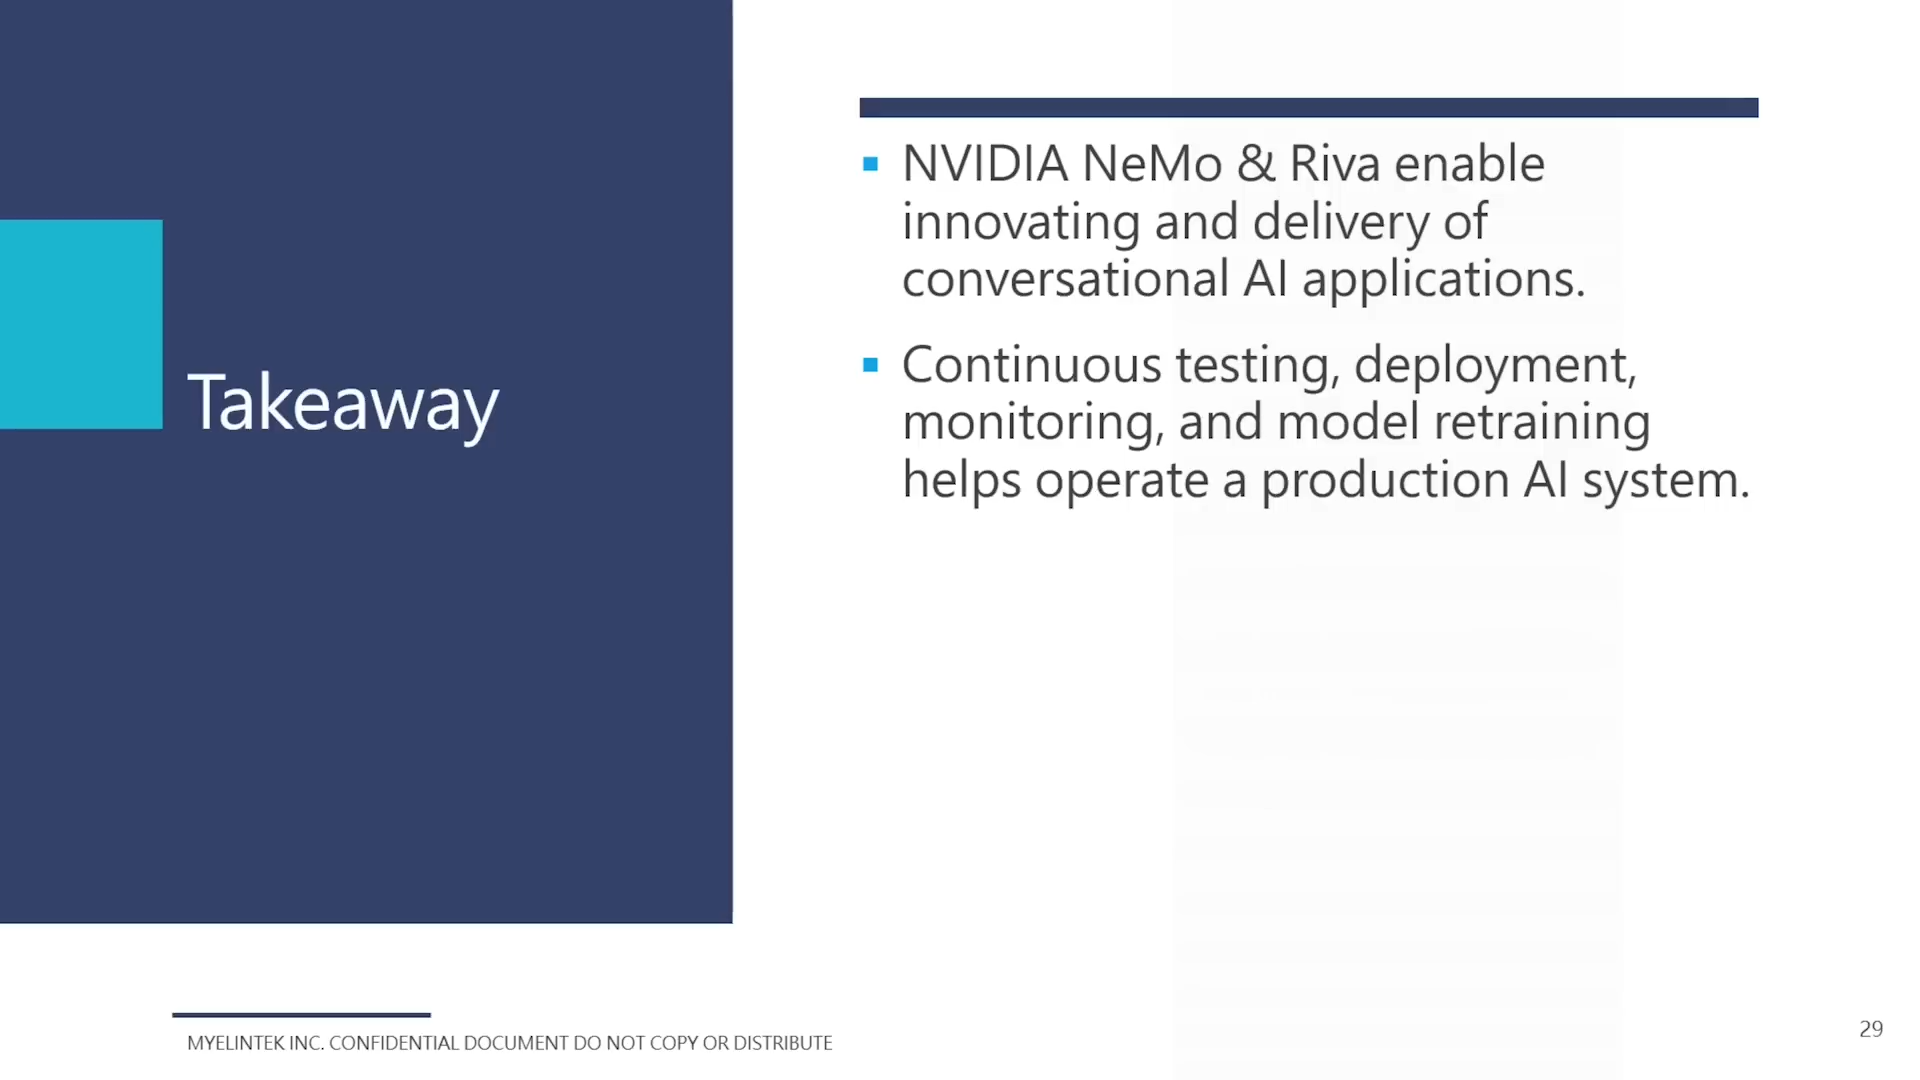 Takeaway
NVIDIA NeMo & Riva enable
innovating and delivery of
conversational AI applications.
Continuous testing, deployment,
monitoring, and model retraining
helps operate a production AI system.
MYELINTEK INC. CONFIDENTIAL DOCUMENT DO NOT COPY OR DISTRIBUTE
29